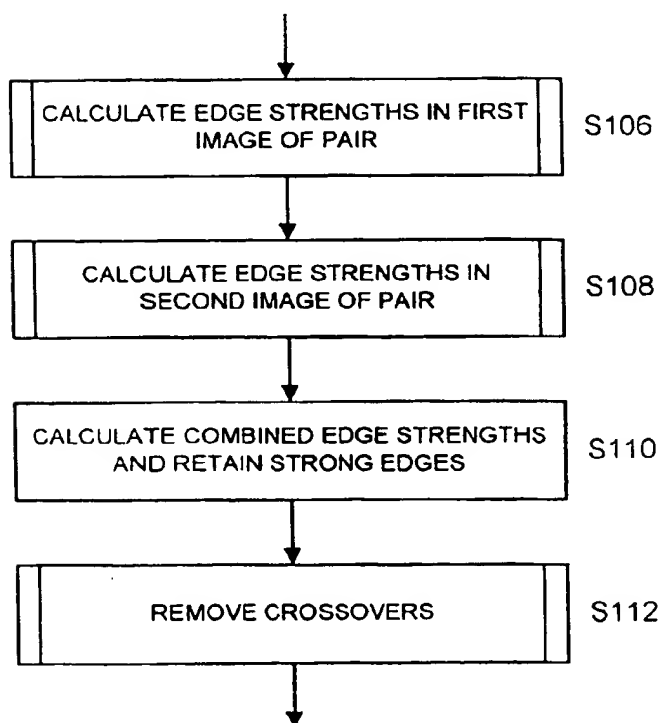 CALCULATE EDGE STRENGTHS IN FIRST
IMAGE OF PAIR
S106
CALCULATE EDGE STRENGTHS IN
SECOND IMAGE OF PAIR
S108
CALCULATE COMBINED EDGE STRENGTHS
AND RETAIN STRONG EDGES
S110
REMOVE CROSSOVERS
S112